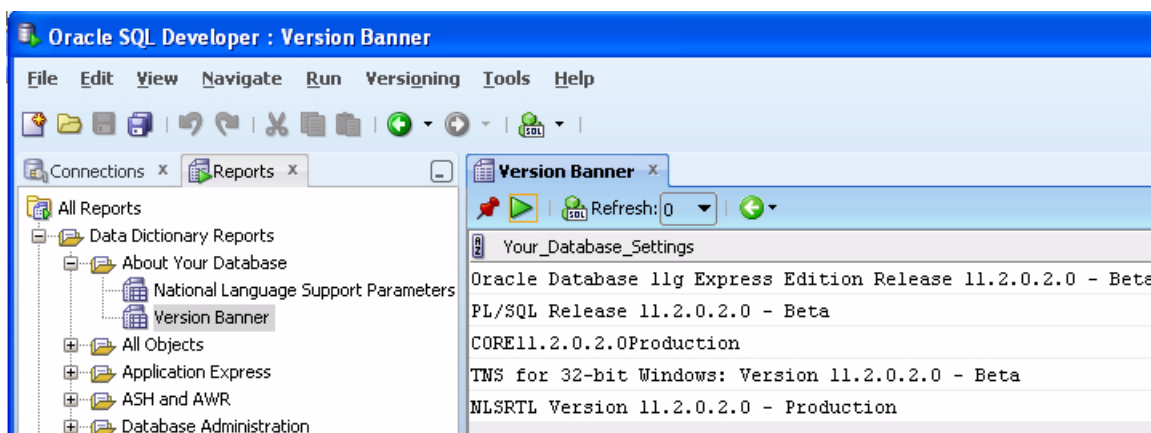 Oracle SQL Developer : Version Banner
File Edit View Navigate Run Versioning Tools Help
SQL
Connections x Reports x
All Reports
Data Dictionary Reports
About Your Database
National Language Support Parameters
Version Banner
All Objects
Application Express
ASH and AWR
Database Administration
Version Banner x
SQL Refresh: 0
Your_Database_Settings
Oracle Database 11g Express Edition Release 11.2.0.2.0 - Beta
PL/SQL Release 11.2.0.2.0 - Beta
CORE11.2.0.2.0Production
TNS for 32-bit Windows: Version 11.2.0.2.0 - Beta
NLSRTL Version 11.2.0.2.0 - Production